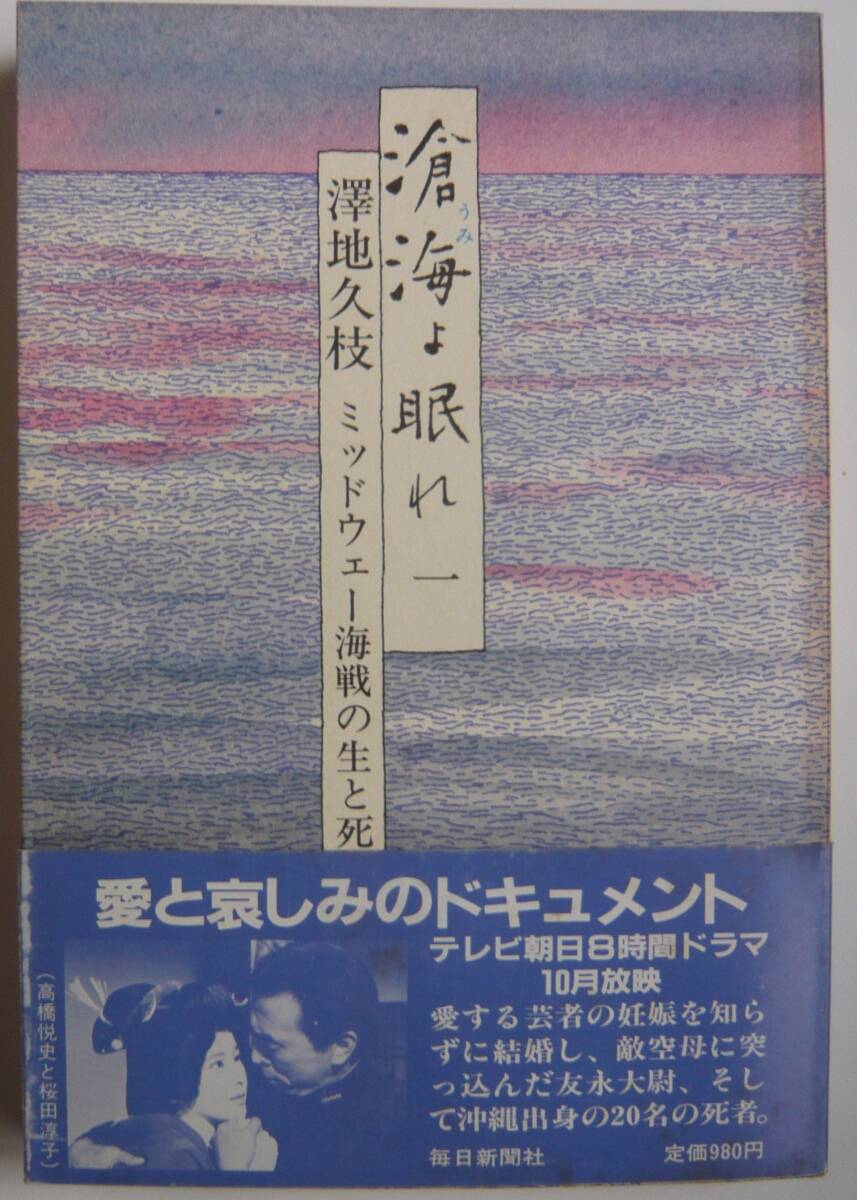 滄海よ眠れ 一
うみ
澤地久枝 ミッドウェー海戦の生と死
愛と哀しみのドキュメント
テレビ朝日8時間ドラマ
10月放映
愛する芸者の妊娠を知ら
ずに結婚し、敵空母に突
っ込んだ友永大尉、そし
て沖縄出身の20名の死者。
(高橋悦史と桜田淳子)
毎日新聞社
定価980円